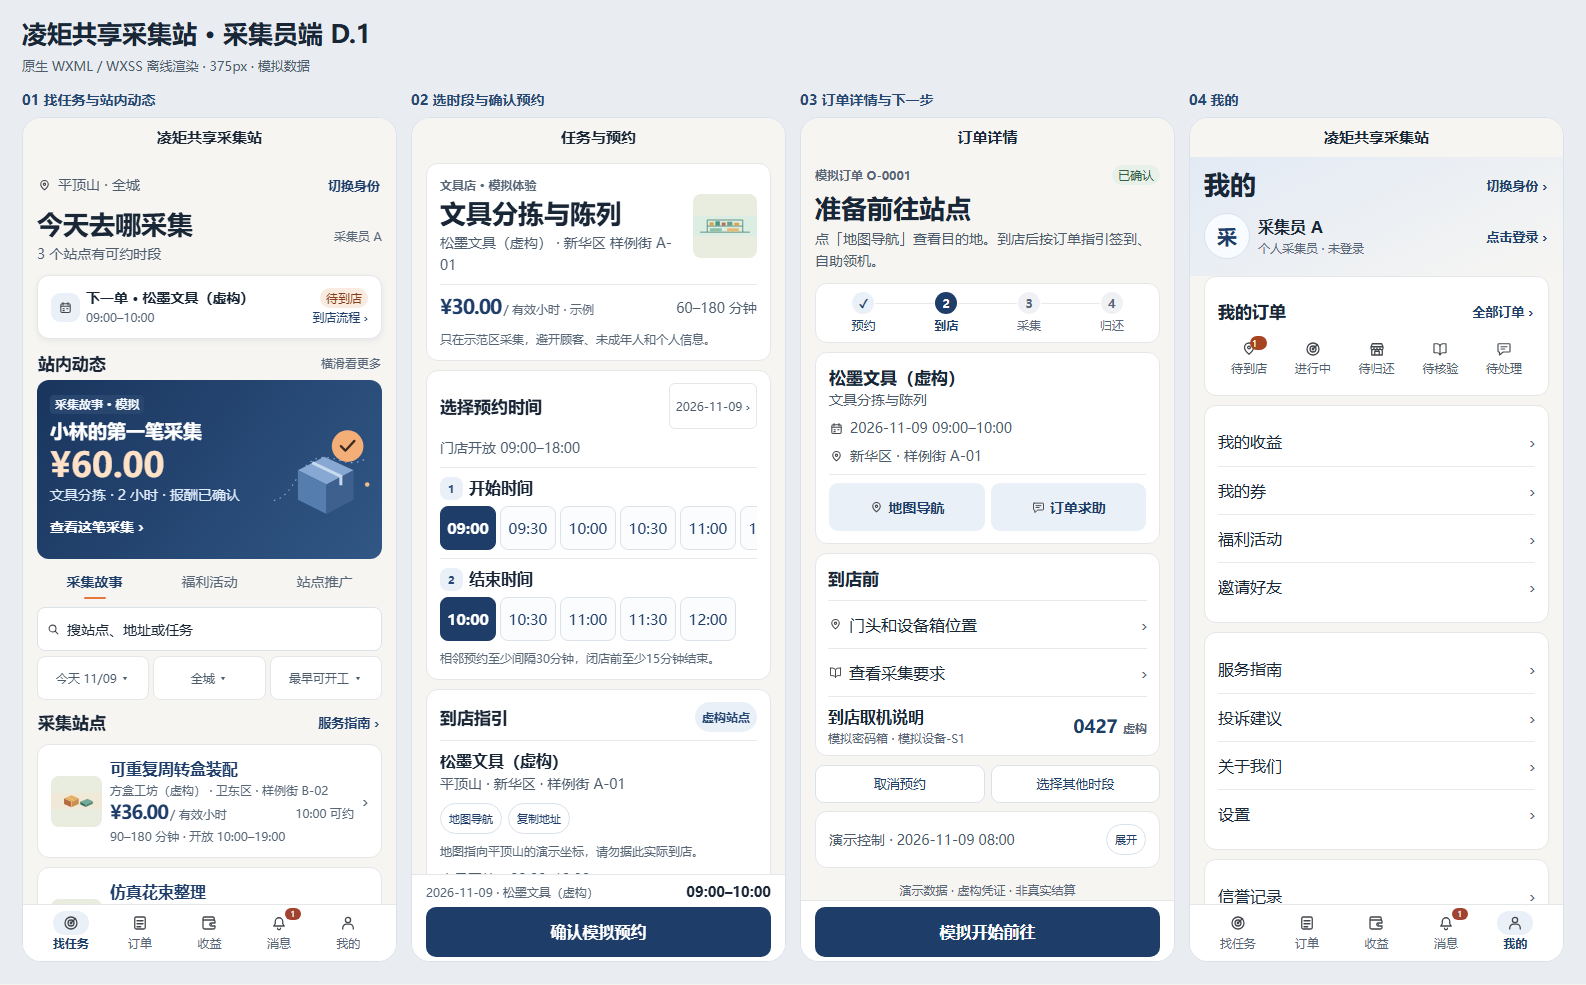 凌矩共享采集站 • 采集员端 D.1
原生 WXML / WXSS 离线渲染 · 375px · 模拟数据
01 找任务与站内动态
凌矩共享采集站
平顶山 · 全城
切换身份
今天去哪采集
采集员 A
3 个站点有可约时段
下一单 • 松墨文具（虚构）
待到店
09:00–10:00
到店流程 ›
站内动态
横滑看更多
采集故事 • 模拟
小林的第一笔采集
¥60.00
文具分拣 · 2 小时 · 报酬已确认
查看这笔采集 ›
采集故事
福利活动
站点推广
搜站点、地址或任务
今天 11/09 ▾
全城 ▾
最早可开工 ▾
采集站点
服务指南 ›
可重复周转盒装配
方盒工坊（虚构） · 卫东区 · 样例街 B-02
¥36.00 / 有效小时
10:00 可约
›
90–180 分钟 · 开放 10:00–19:00
仿真花束整理
找任务
订单
收益
1
消息
我的
02 选时段与确认预约
任务与预约
文具店 • 模拟体验
文具分拣与陈列
松墨文具（虚构） · 新华区 样例街 A-
01
¥30.00 / 有效小时 · 示例
60–180 分钟
只在示范区采集，避开顾客、未成年人和个人信息。
选择预约时间
2026-11-09 ›
门店开放 09:00–18:00
1 开始时间
09:00
09:30
10:00
10:30
11:00
1
2 结束时间
10:00
10:30
11:00
11:30
12:00
相邻预约至少间隔30分钟，闭店前至少15分钟结束。
到店指引
虚构站点
松墨文具（虚构）
平顶山 · 新华区 · 样例街 A-01
地图导航
复制地址
地图指向平顶山的演示坐标，请勿据此实际到店。
2026-11-09 · 松墨文具（虚构）
09:00–10:00
确认模拟预约
03 订单详情与下一步
订单详情
模拟订单 O-0001
已确认
准备前往站点
点「地图导航」查看目的地。到店后按订单指引签到、
自助领机。
✓
2
3
4
预约
到店
采集
归还
松墨文具（虚构）
文具分拣与陈列
2026-11-09 09:00–10:00
新华区 · 样例街 A-01
地图导航
订单求助
到店前
门头和设备箱位置 ›
查看采集要求 ›
到店取机说明
0427 虚构
模拟密码箱 · 模拟设备-S1
取消预约
选择其他时段
演示控制 · 2026-11-09 08:00
展开
演示数据 · 虚构凭证 · 非真实结算
模拟开始前往
04 我的
凌矩共享采集站
我的
切换身份 ›
采
采集员 A
个人采集员 · 未登录
点击登录 ›
我的订单
全部订单 ›
1
待到店
进行中
待归还
待核验
待处理
我的收益 ›
我的券 ›
福利活动 ›
邀请好友 ›
服务指南 ›
投诉建议 ›
关于我们 ›
设置 ›
信誉记录 ›
找任务
订单
收益
1
消息
我的